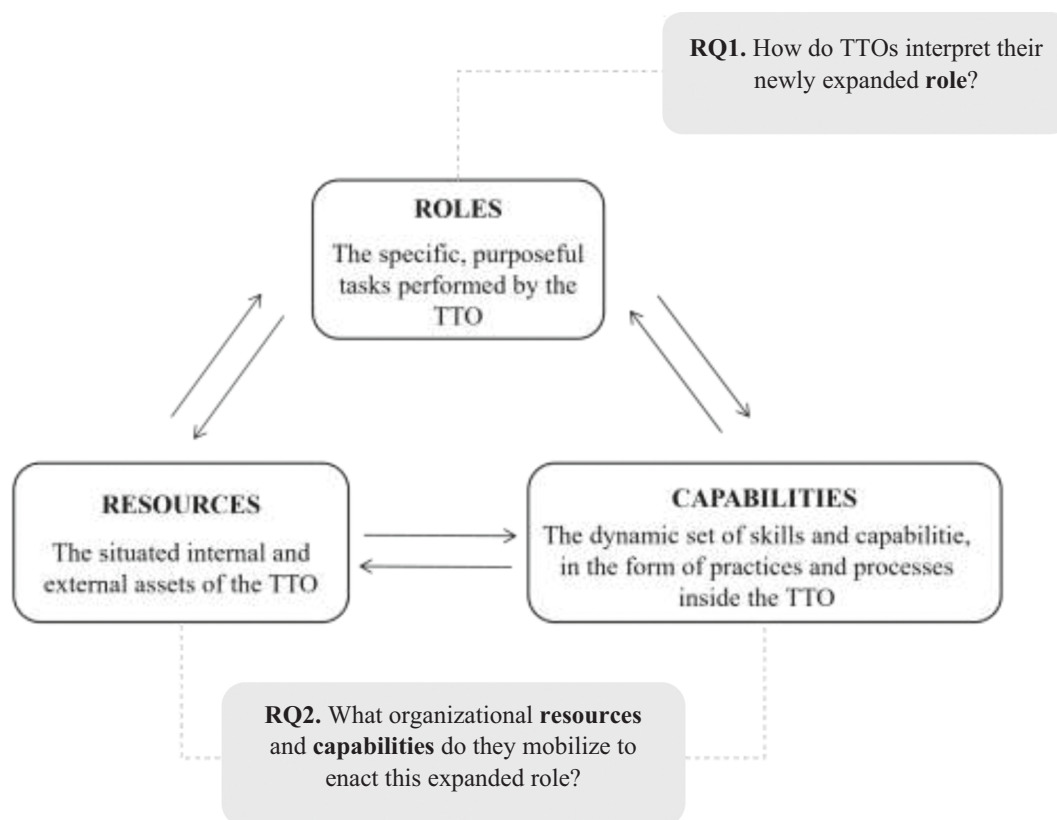 RQ1. How do TTOs interpret their
newly expanded role?
ROLES
The specific, purposeful
tasks performed by the
TTO
RESOURCES
The situated internal and
external assets of the TTO
CAPABILITIES
The dynamic set of skills and capabilitie,
in the form of practices and processes
inside the TTO
RQ2. What organizational resources
and capabilities do they mobilize to
enact this expanded role?